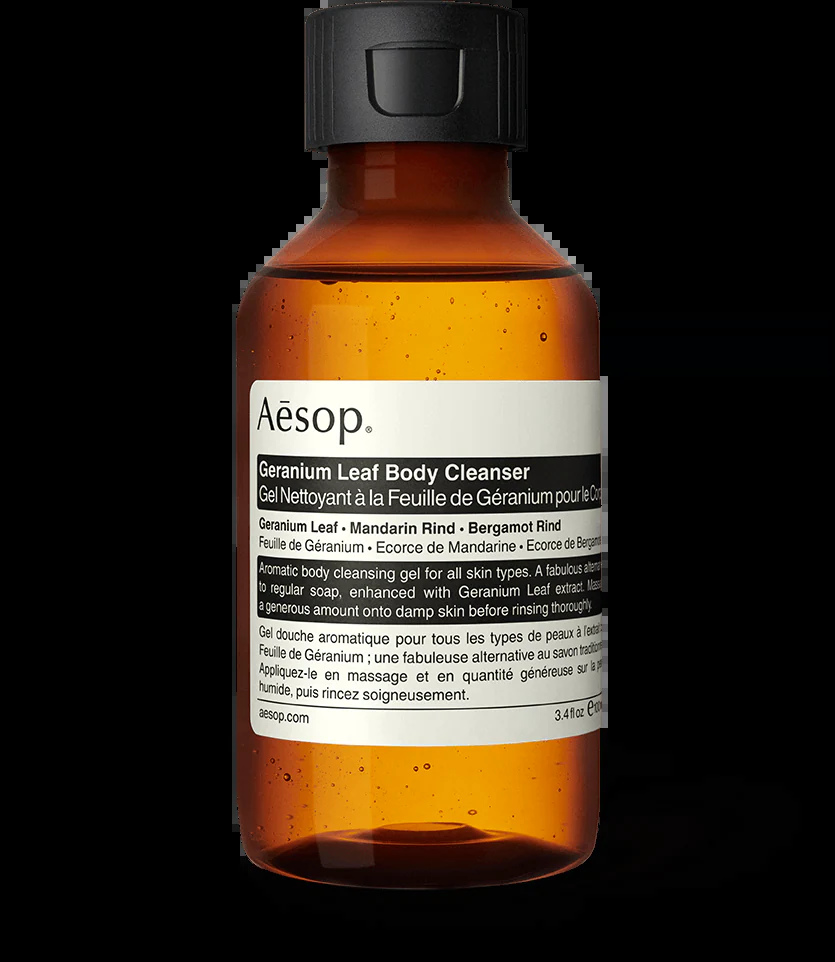 Aēsop®
Geranium Leaf Body Cleanser
Gel Nettoyant à la Feuille de Géranium pour le
Geranium Leaf • Mandarin Rind • Bergamot Rind
Feuille de Géranium • Ecorce de Mandarine • Ecorce de
Aromatic body cleansing gel for all skin types. A fabulous
to regular soap, enhanced with Geranium Leaf extract.
a generous amount onto damp skin before rinsing thoroughly.
Gel douche aromatique pour tous les types de peaux à
Feuille de Géranium ; une fabuleuse alternative au savon
Appliquez-le en massage et en quantité généreuse sur la
humide, puis rincez soigneusement.
aesop.com 3.4 fl oz ℮